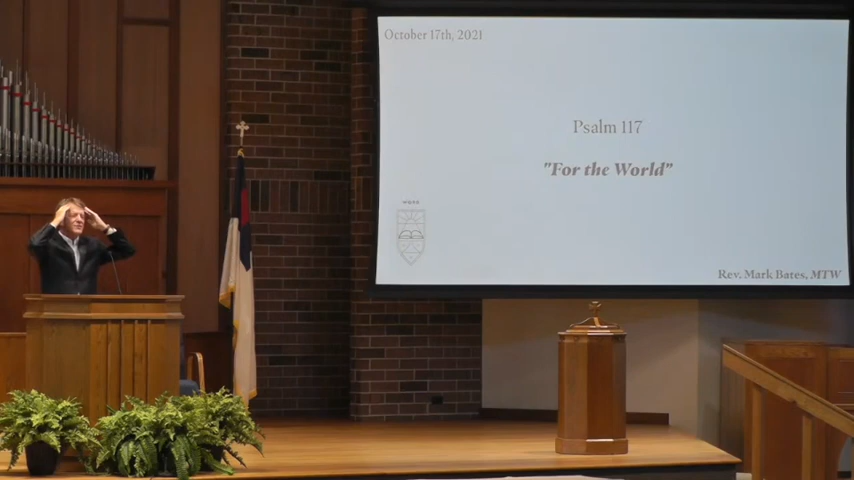 October 17th, 2021
Psalm 117
"For the World"
Rev. Mark Bates, MTW